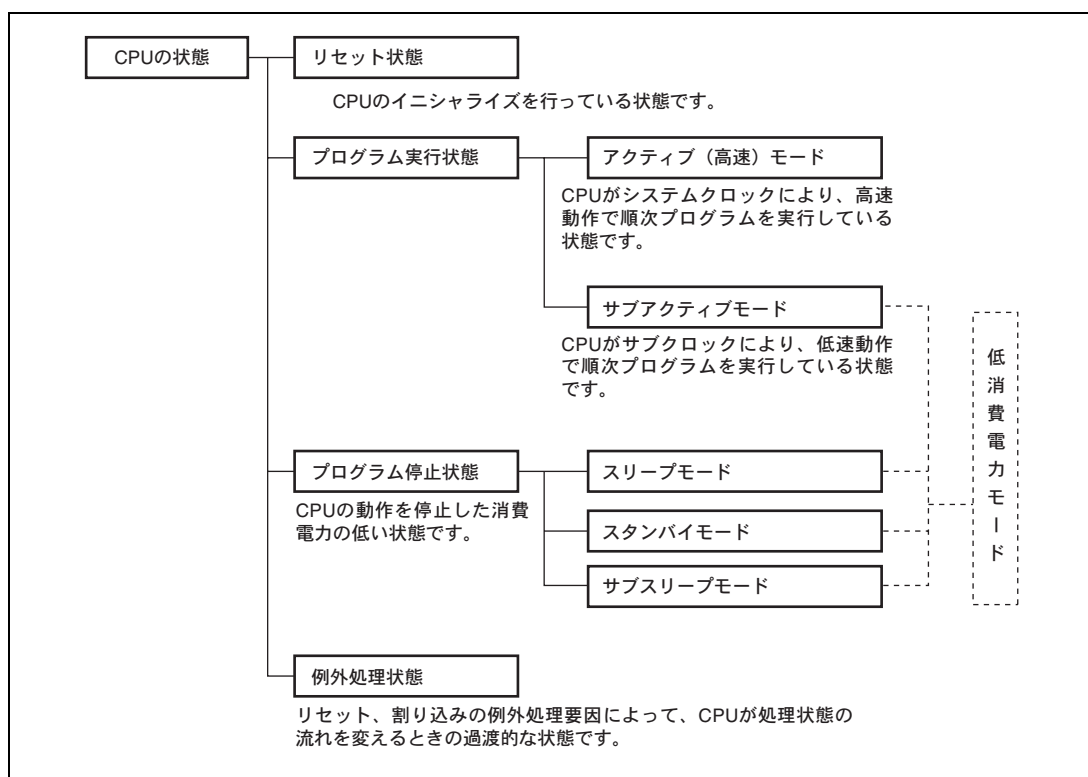 CPUの状態
リセット状態
CPUのイニシャライズを行っている状態です。
プログラム実行状態
アクティブ（高速）モード
CPUがシステムクロックにより、高速
動作で順次プログラムを実行している
状態です。
サブアクティブモード
CPUがサブクロックにより、低速動作
で順次プログラムを実行している状態
です。
低消費電力モード
プログラム停止状態
CPUの動作を停止した消費
電力の低い状態です。
スリープモード
スタンバイモード
サブスリープモード
例外処理状態
リセット、割り込みの例外処理要因によって、CPUが処理状態の
流れを変えるときの過渡的な状態です。